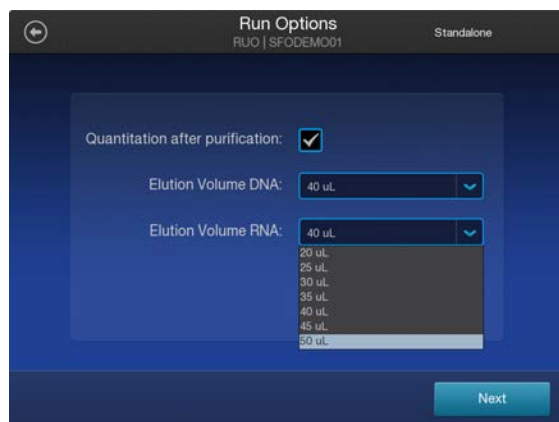 Run Options
RUO | SFODEMO01
Standalone
Quantitation after purification:
Elution Volume DNA: 40 uL
Elution Volume RNA: 40 uL
20 uL
25 uL
30 uL
35 uL
40 uL
45 uL
50 uL
Next